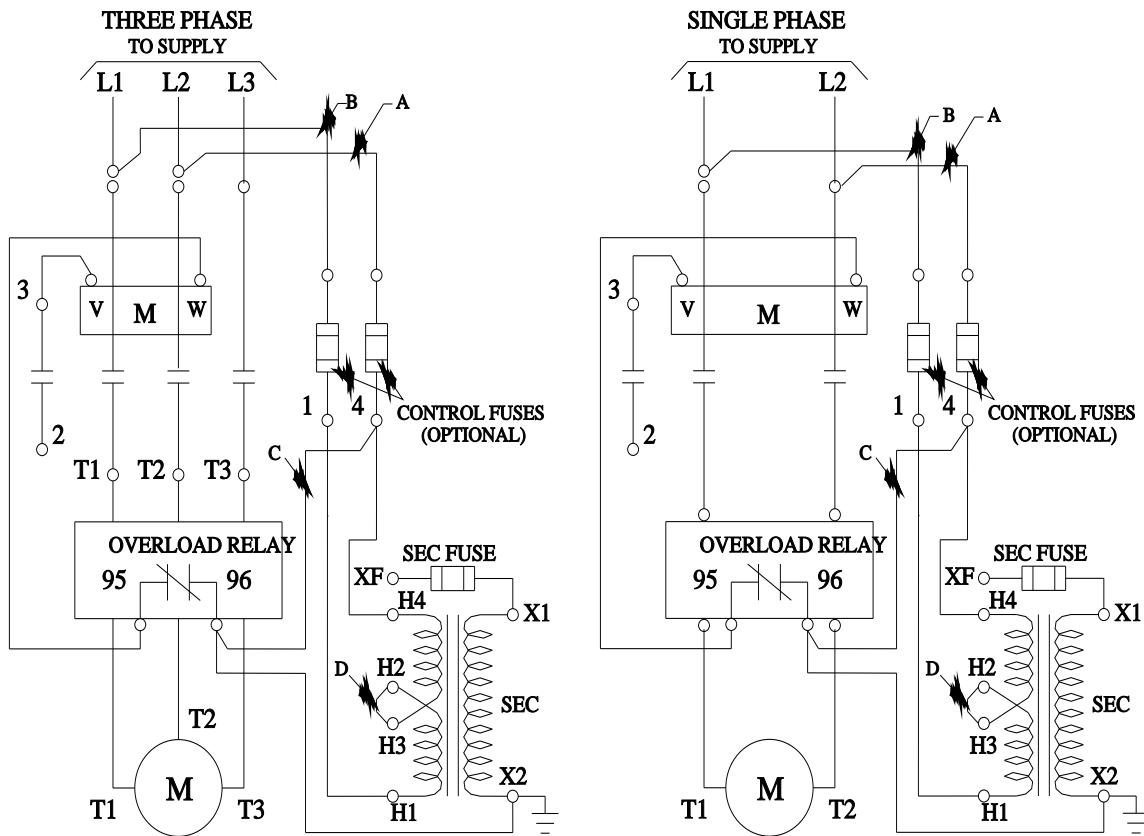 THREE PHASE
TO SUPPLY
L1 L2 L3
B A
3 V M W
1 4
CONTROL FUSES
(OPTIONAL)
2
C
T1 T2 T3
OVERLOAD RELAY
95 96
SEC FUSE
XF
H4 X1
D H2
SEC
T2
H3
M
T1 T3
X2
H1
SINGLE PHASE
TO SUPPLY
L1 L2
B A
3 V M W
1 4
CONTROL FUSES
(OPTIONAL)
2
C
OVERLOAD RELAY
95 96
SEC FUSE
XF
H4 X1
D H2
SEC
H3
M
T1 T2
X2
H1